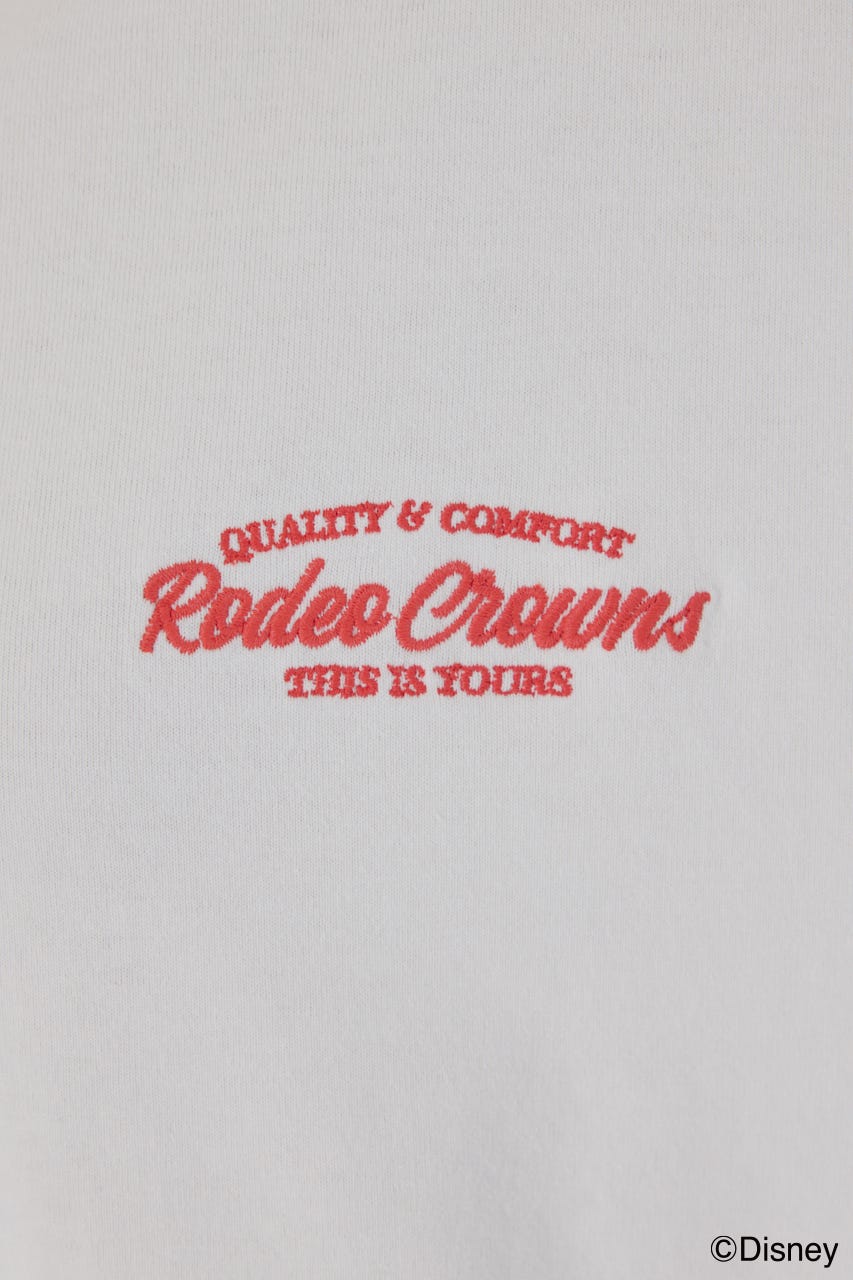 QUALITY & COMFORT
Rodeo Crowns
THIS IS YOURS
©Disney